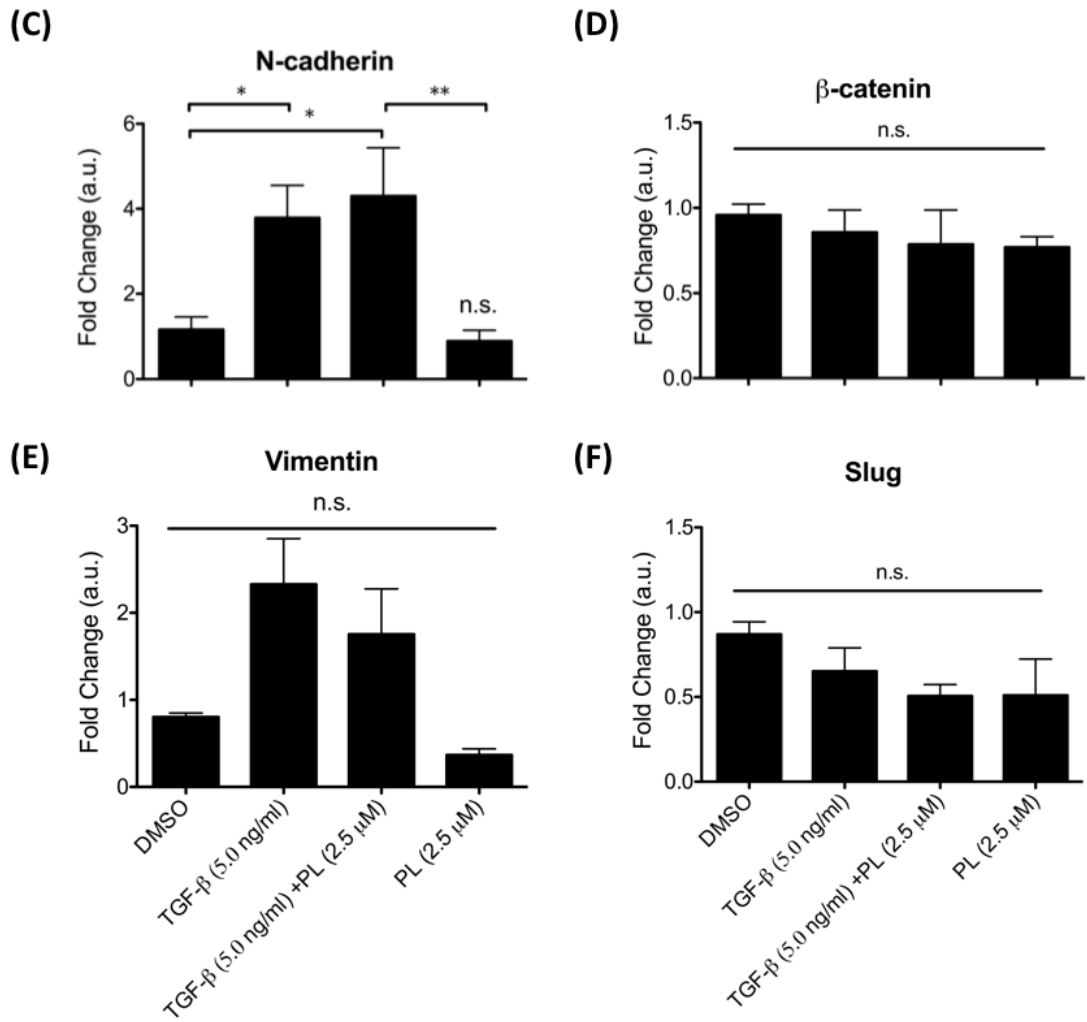 (C)
N-cadherin
*
*
**
n.s.
Fold Change (a.u.)
6
4
2
0
(D)
β-catenin
n.s.
Fold Change (a.u.)
1.5
1.0
0.5
0.0
(E)
Vimentin
n.s.
Fold Change (a.u.)
3
2
1
0
DMSO
TGF-β (5.0 ng/ml)
TGF-β (5.0 ng/ml) +PL (2.5 μM)
PL (2.5 μM)
(F)
Slug
n.s.
Fold Change (a.u.)
1.5
1.0
0.5
0.0
DMSO
TGF-β (5.0 ng/ml)
TGF-β (5.0 ng/ml) +PL (2.5 μM)
PL (2.5 μM)